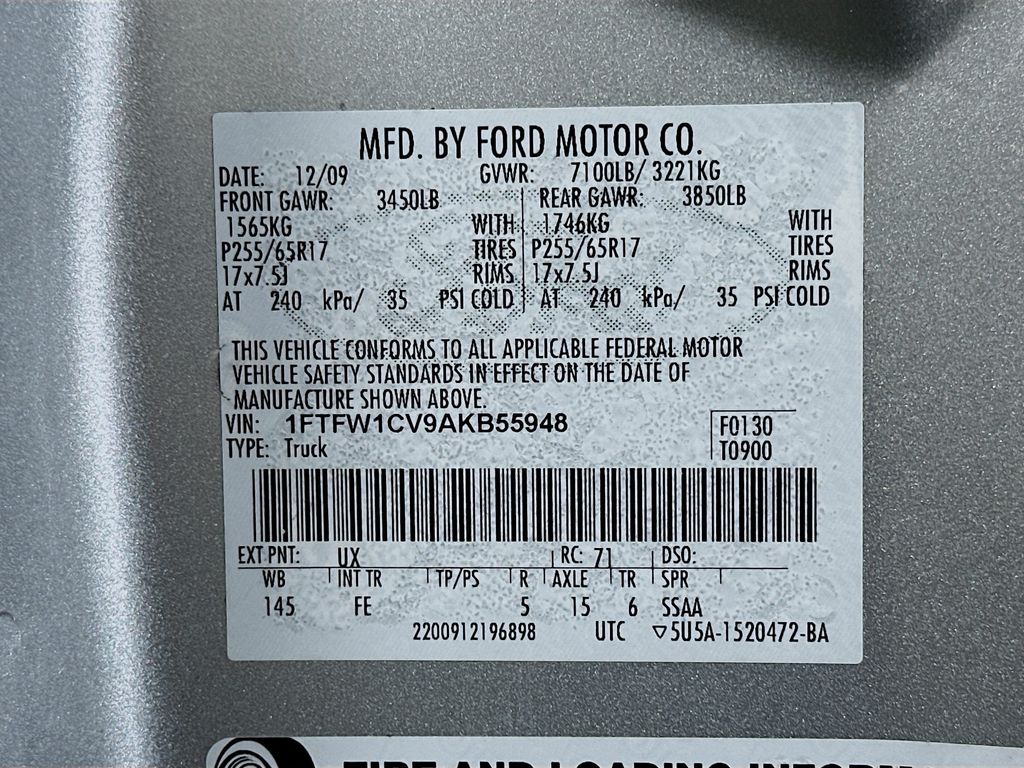 MFD. BY FORD MOTOR CO.
DATE: 12/09 GVWR: 7100LB/ 3221KG
FRONT GAWR: 3450LB REAR GAWR: 3850LB
1565KG WITH 1746KG WITH
P255/65R17 TIRES P255/65R17 TIRES
17x7.5J RIMS 17x7.5J RIMS
AT 240 kPa/ 35 PSI COLD AT 240 kPa/ 35 PSI COLD
THIS VEHICLE CONFORMS TO ALL APPLICABLE FEDERAL MOTOR
VEHICLE SAFETY STANDARDS IN EFFECT ON THE DATE OF
MANUFACTURE SHOWN ABOVE.
VIN: 1FTFW1CV9AKB55948 F0130
TYPE: Truck T0900
EXT PNT: UX RC: 71 DSO:
WB INT TR TP/PS R AXLE TR SPR
145 FE 5 15 6 SSAA
2200912196898 UTC ▽5U5A-1520472-BA
TIRE AND LOADING